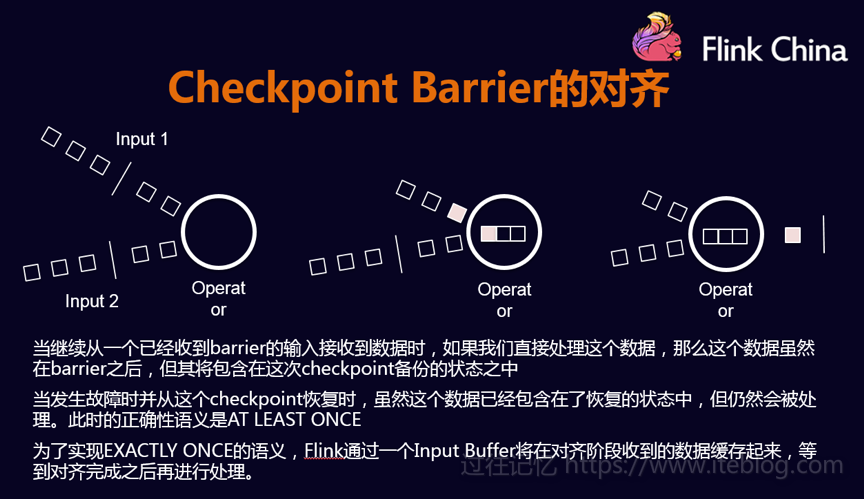 Flink China
Checkpoint Barrier的对齐
Input 1
Input 2
Operat
or
Operat
or
Operat
or
当继续从一个已经收到barrier的输入接收到数据时，如果我们直接处理这个数据，那么这个数据虽然
在barrier之后，但其将包含在这次checkpoint备份的状态之中
当发生故障时并从这个checkpoint恢复时，虽然这个数据已经包含在了恢复的状态中，但仍然会被处
理。此时的正确性语义是AT LEAST ONCE
为了实现EXACTLY ONCE的语义，Flink通过一个Input Buffer将在对齐阶段收到的数据缓存起来，等
到对齐完成之后再进行处理。
过往记忆 https://www.iteblog.com